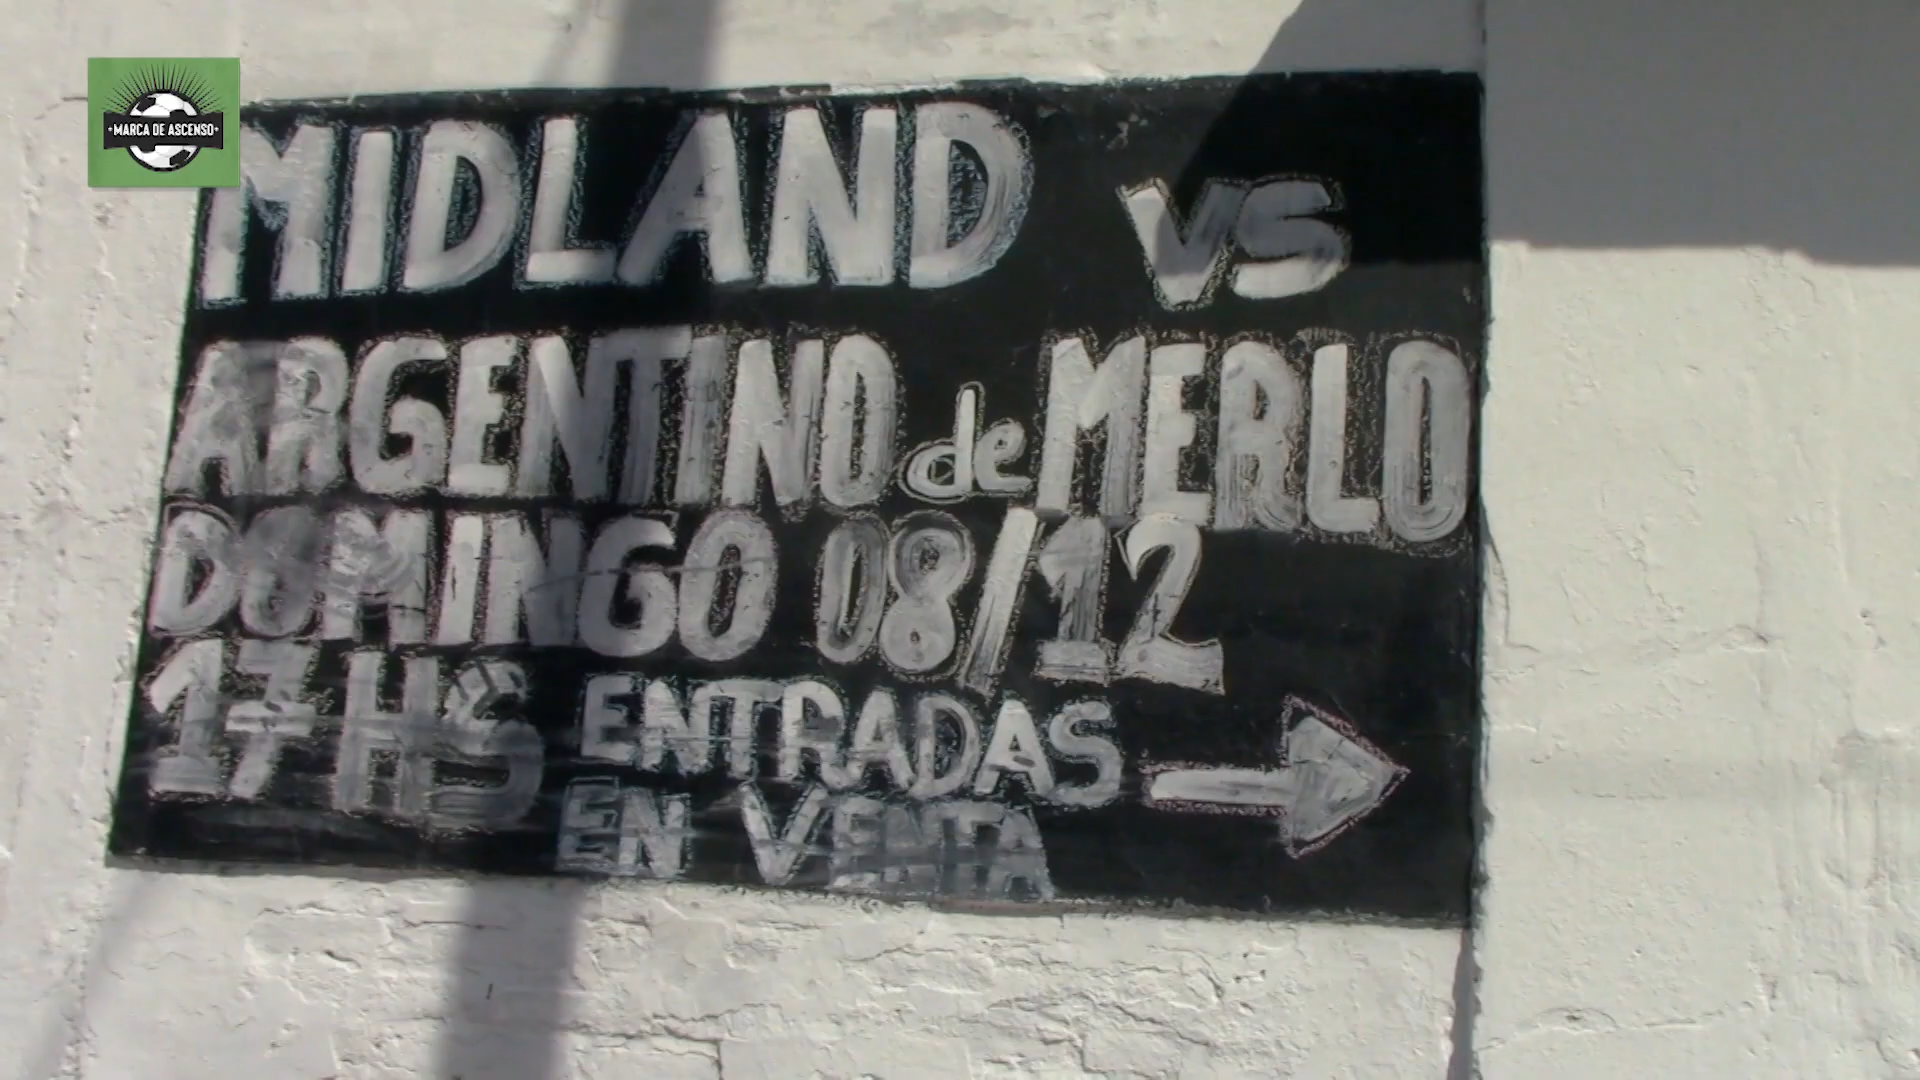 MARCA DE ASCENSO
MIDLAND VS
ARGENTINO de MERLO
DOMINGO 08/12
17 HS ENTRADAS
EN VENTA